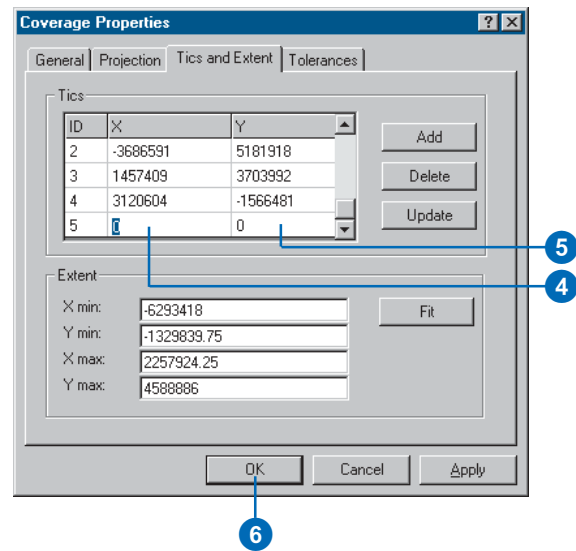 Coverage Properties
General Projection Tics and Extent Tolerances
Tics
ID X Y
2 -3686591 5181918
3 1457409 3703992
4 3120604 -1566481
5 0 0
Add
Delete
Update
5
4
Extent
X min: -6293418
Y min: -1329839.75
X max: 2257924.25
Y max: 4588886
Fit
OK Cancel Apply
6